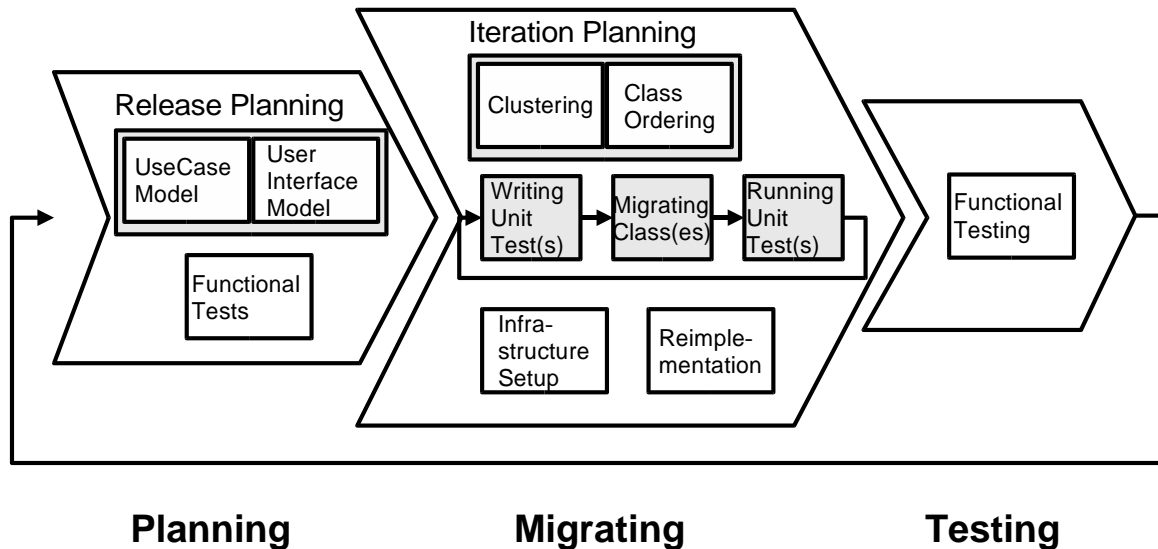 Release Planning
UseCase
Model
User
Interface
Model
Functional
Tests
Iteration Planning
Clustering
Class
Ordering
Writing
Unit
Test(s)
Migrating
Class(es)
Running
Unit
Test(s)
Infra-
structure
Setup
Reimple-
mentation
Functional
Testing
Planning
Migrating
Testing